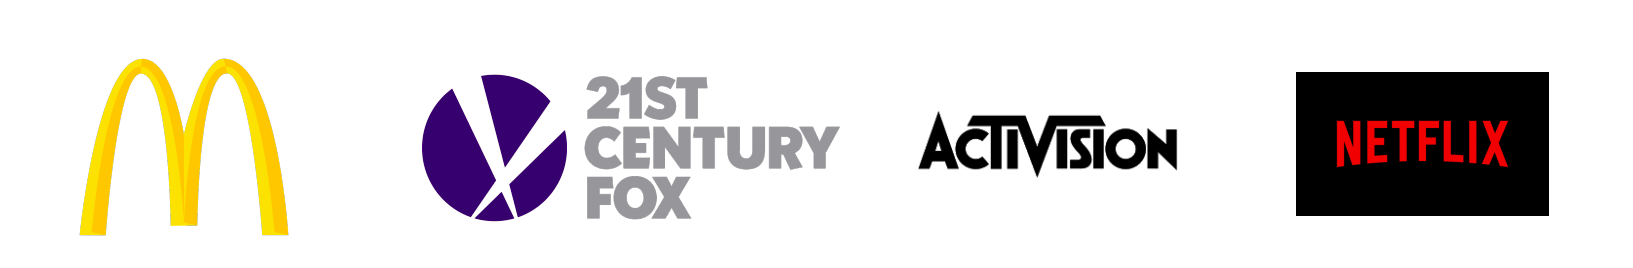 21ST
CENTURY
FOX
ACTIVISION
NETFLIX